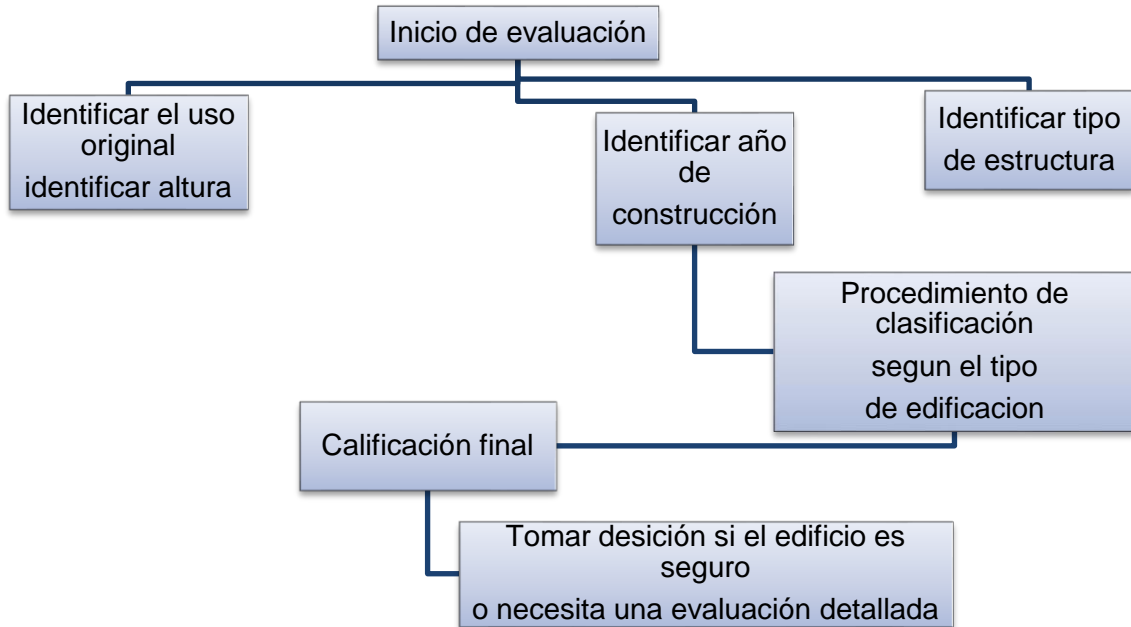 Inicio de evaluación
Identificar el uso
original
identificar altura
Identificar año
de
construcción
Identificar tipo
de estructura
Procedimiento de
clasificación
segun el tipo
de edificacion
Calificación final
Tomar desición si el edificio es
seguro
o necesita una evaluación detallada